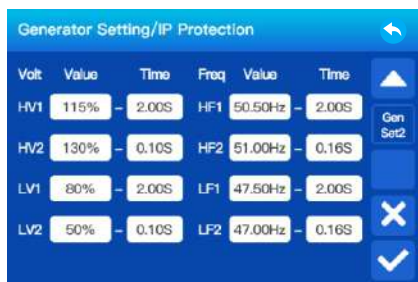 Generator Setting/IP Protection
Volt Value Time Freq Value Time
HV1 115% - 2.00S HF1 50.50Hz - 2.00S
Gen Set2
HV2 130% - 0.10S HF2 51.00Hz - 0.16S
LV1 80% - 2.00S LF1 47.50Hz - 2.00S
LV2 50% - 0.10S LF2 47.00Hz - 0.16S